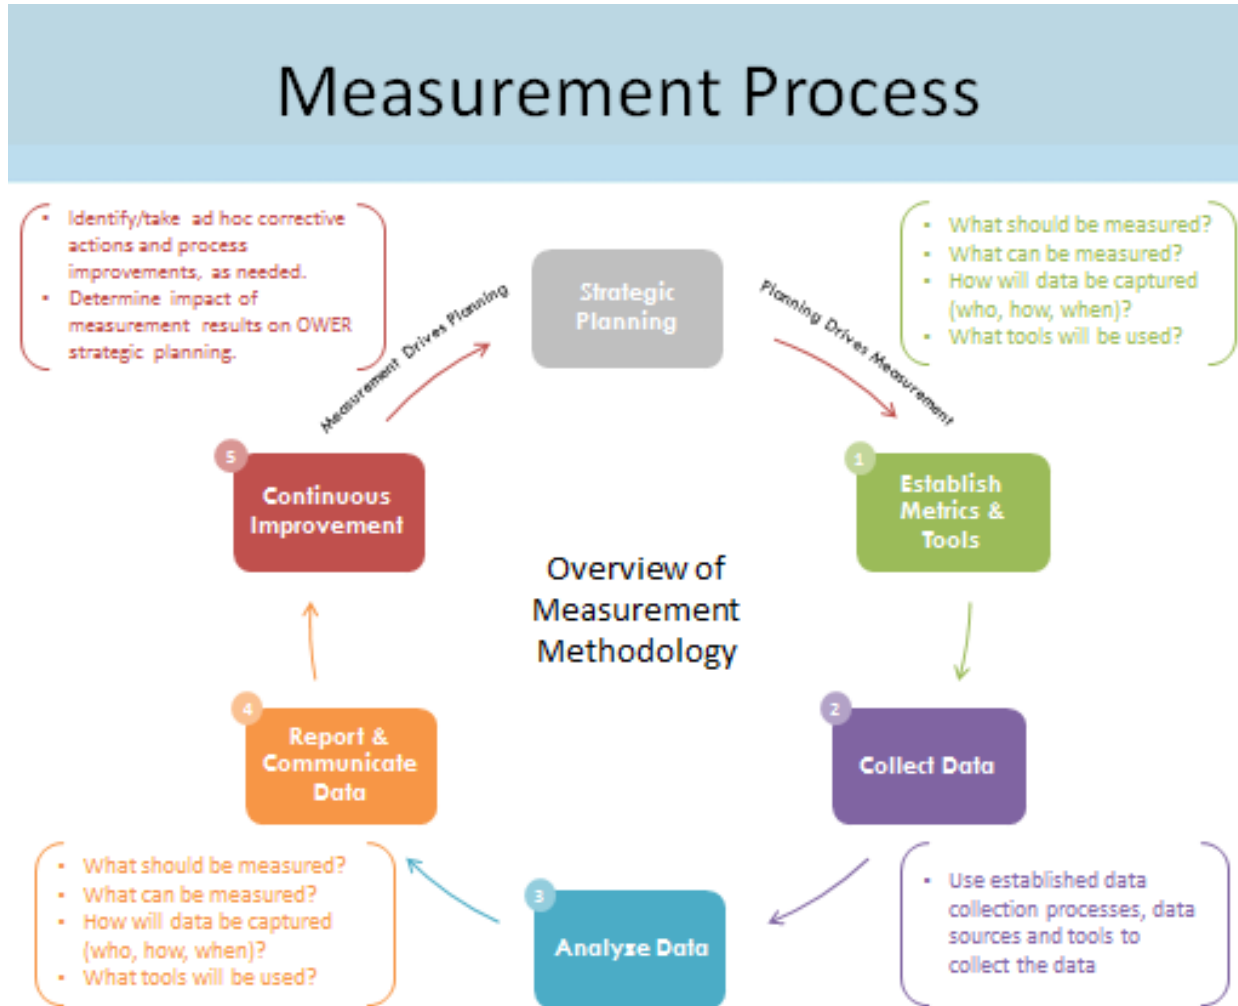 Measurement Process
• Identify/take ad hoc corrective
actions and process
improvements, as needed.
• Determine impact of
measurement results on OWER
strategic planning.
Measurement Drives Planning
Strategic
Planning
Planning Drives Measurement
• What should be measured?
• What can be measured?
• How will data be captured
(who, how, when)?
• What tools will be used?
5
Continuous
Improvement
1
Establish
Metrics &
Tools
Overview of
Measurement
Methodology
4
Report &
Communicate
Data
2
Collect Data
• What should be measured?
• What can be measured?
• How will data be captured
(who, how, when)?
• What tools will be used?
3
Analyze Data
• Use established data
collection processes, data
sources and tools to
collect the data